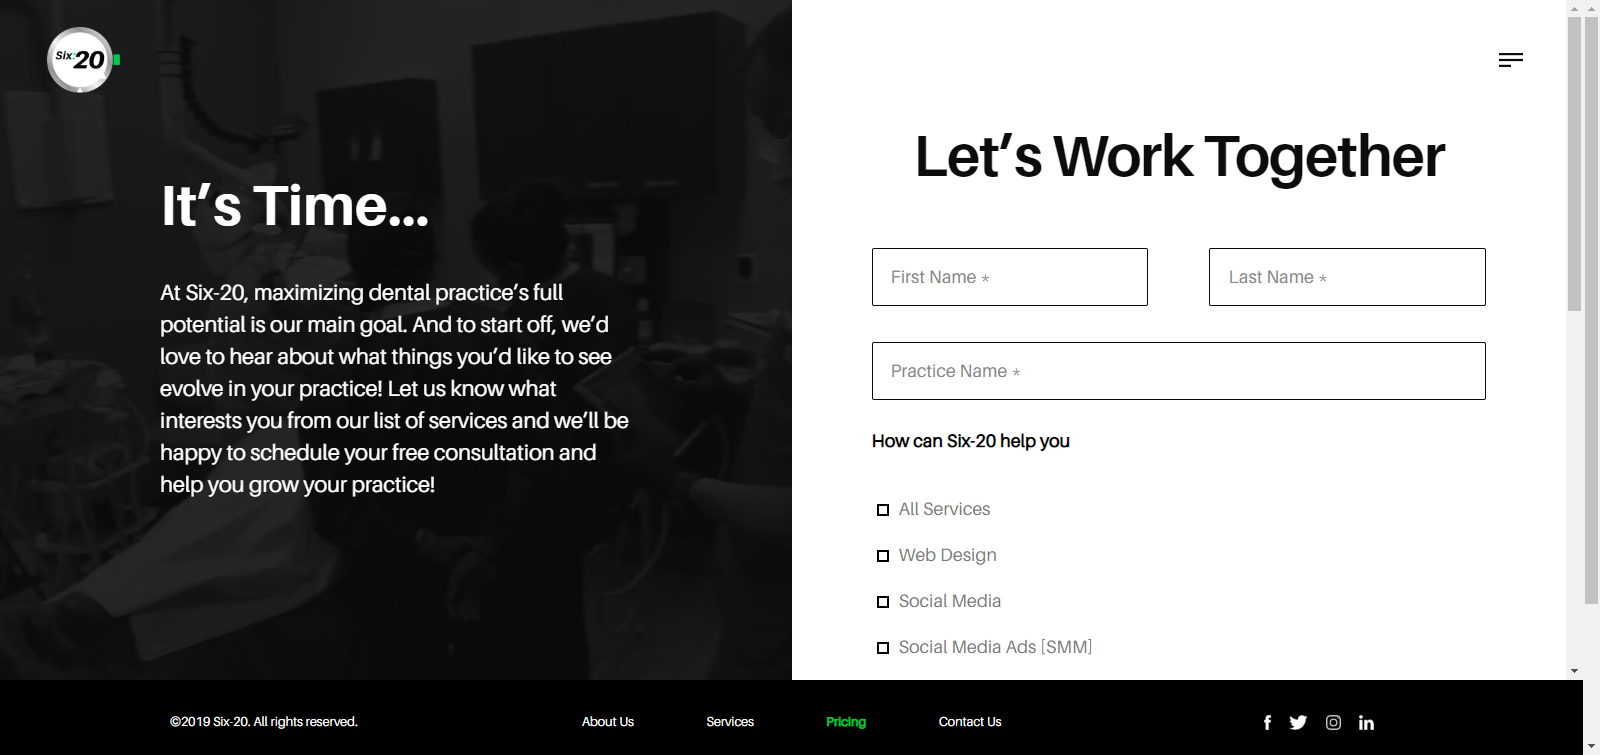 Six:20
It’s Time...
At Six-20, maximizing dental practice’s full
potential is our main goal. And to start off, we’d
love to hear about what things you’d like to see
evolve in your practice! Let us know what
interests you from our list of services and we’ll be
happy to schedule your free consultation and
help you grow your practice!
Let’s Work Together
First Name *
Last Name *
Practice Name *
How can Six-20 help you
All Services
Web Design
Social Media
Social Media Ads [SMM]
©2019 Six-20. All rights reserved.
About Us
Services
Pricing
Contact Us